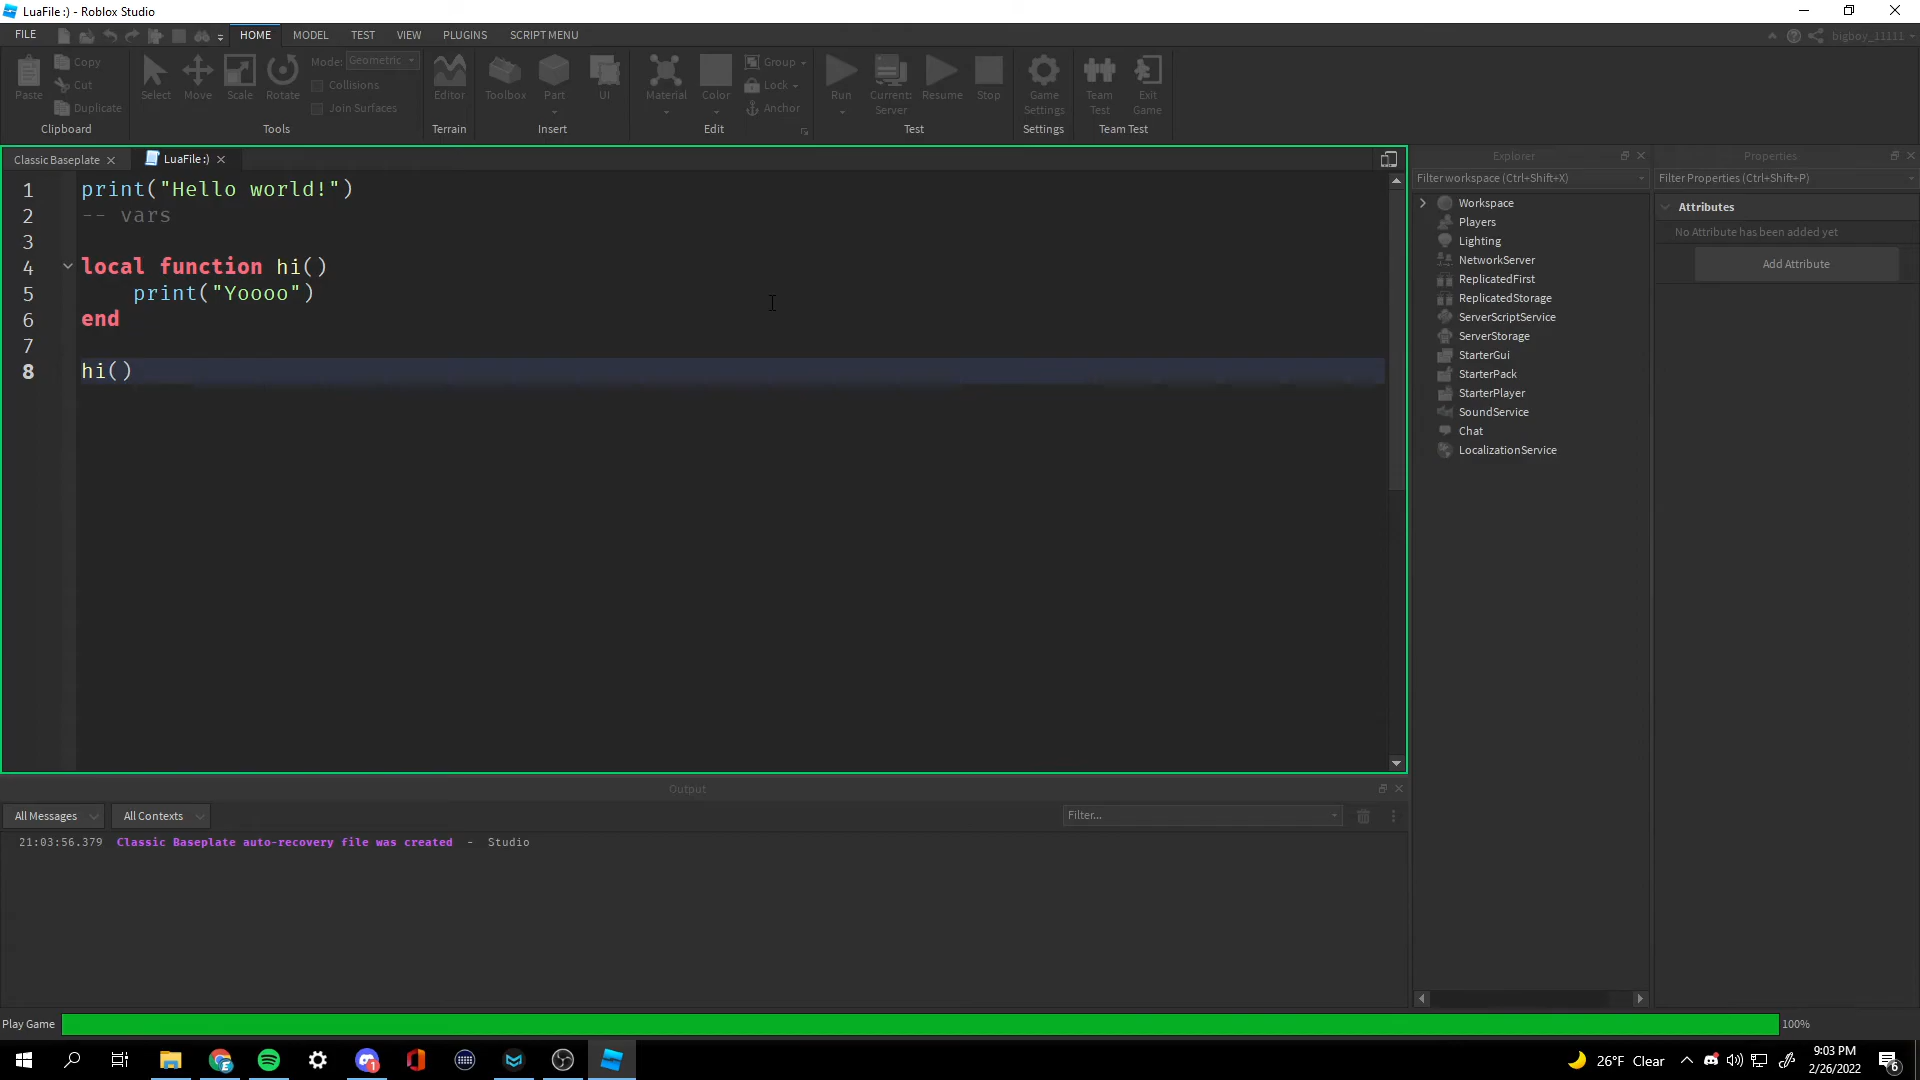 LuaFile :) - Roblox Studio
FILE HOME MODEL TEST VIEW PLUGINS SCRIPT MENU bigboy_11111
Paste Copy Cut Duplicate Clipboard
Select Move Scale Rotate Mode: Geometric Collisions Join Surfaces Tools
Editor Terrain
Toolbox Part UI Insert
Material Color Group Lock Anchor Edit
Run Current: Server Resume Stop Test
Game Settings Settings
Team Test Exit Game Team Test
Classic Baseplate LuaFile :)
1 print("Hello world!")
2 -- vars
3
4 local function hi()
5 print("Yoooo")
6 end
7
8 hi()
Output
All Messages All Contexts Filter...
21:03:56.379 Classic Baseplate auto-recovery file was created - Studio
Explorer
Filter workspace (Ctrl+Shift+X)
Workspace
Players
Lighting
NetworkServer
ReplicatedFirst
ReplicatedStorage
ServerScriptService
ServerStorage
StarterGui
StarterPack
StarterPlayer
SoundService
Chat
LocalizationService
Properties
Filter Properties (Ctrl+Shift+P)
Attributes
No Attribute has been added yet
Add Attribute
Play Game 100%
1
26°F Clear
9:03 PM
2/26/2022
6